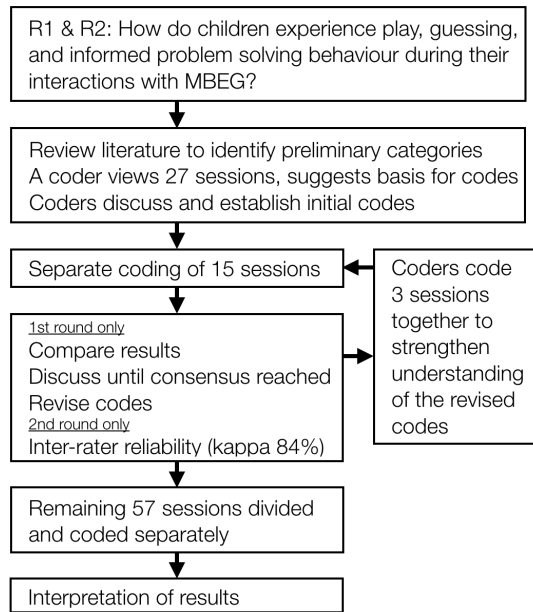 R1 & R2: How do children experience play, guessing,
and informed problem solving behaviour during their
interactions with MBEG?
Review literature to identify preliminary categories
A coder views 27 sessions, suggests basis for codes
Coders discuss and establish initial codes
Separate coding of 15 sessions
Coders code
3 sessions
together to
strengthen
understanding
of the revised
codes
1st round only
Compare results
Discuss until consensus reached
Revise codes
2nd round only
Inter-rater reliability (kappa 84%)
Remaining 57 sessions divided
and coded separately
Interpretation of results